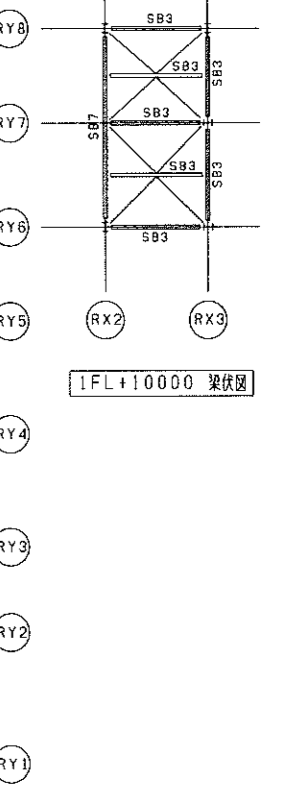 RY8
SB3
SB3
SB3
RY7
SB7
SB3
SB3
SB3
RY6
SB3
RY5
RX2
RX3
1FL+10000 梁伏図
RY4
RY3
RY2
RY1